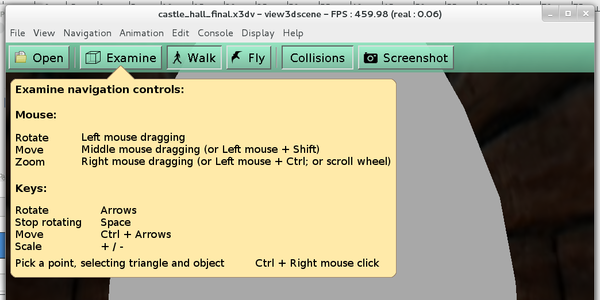 castle_hall_final.x3dv – view3dscene – FPS : 459.98 (real : 0.06)
File View Navigation Animation Edit Console Display Help
Open Examine Walk Fly Collisions Screenshot
Examine navigation controls:
Mouse:
Rotate Left mouse dragging
Move Middle mouse dragging (or Left mouse + Shift)
Zoom Right mouse dragging (or Left mouse + Ctrl; or scroll wheel)
Keys:
Rotate Arrows
Stop rotating Space
Move Ctrl + Arrows
Scale + / -
Pick a point, selecting triangle and object Ctrl + Right mouse click